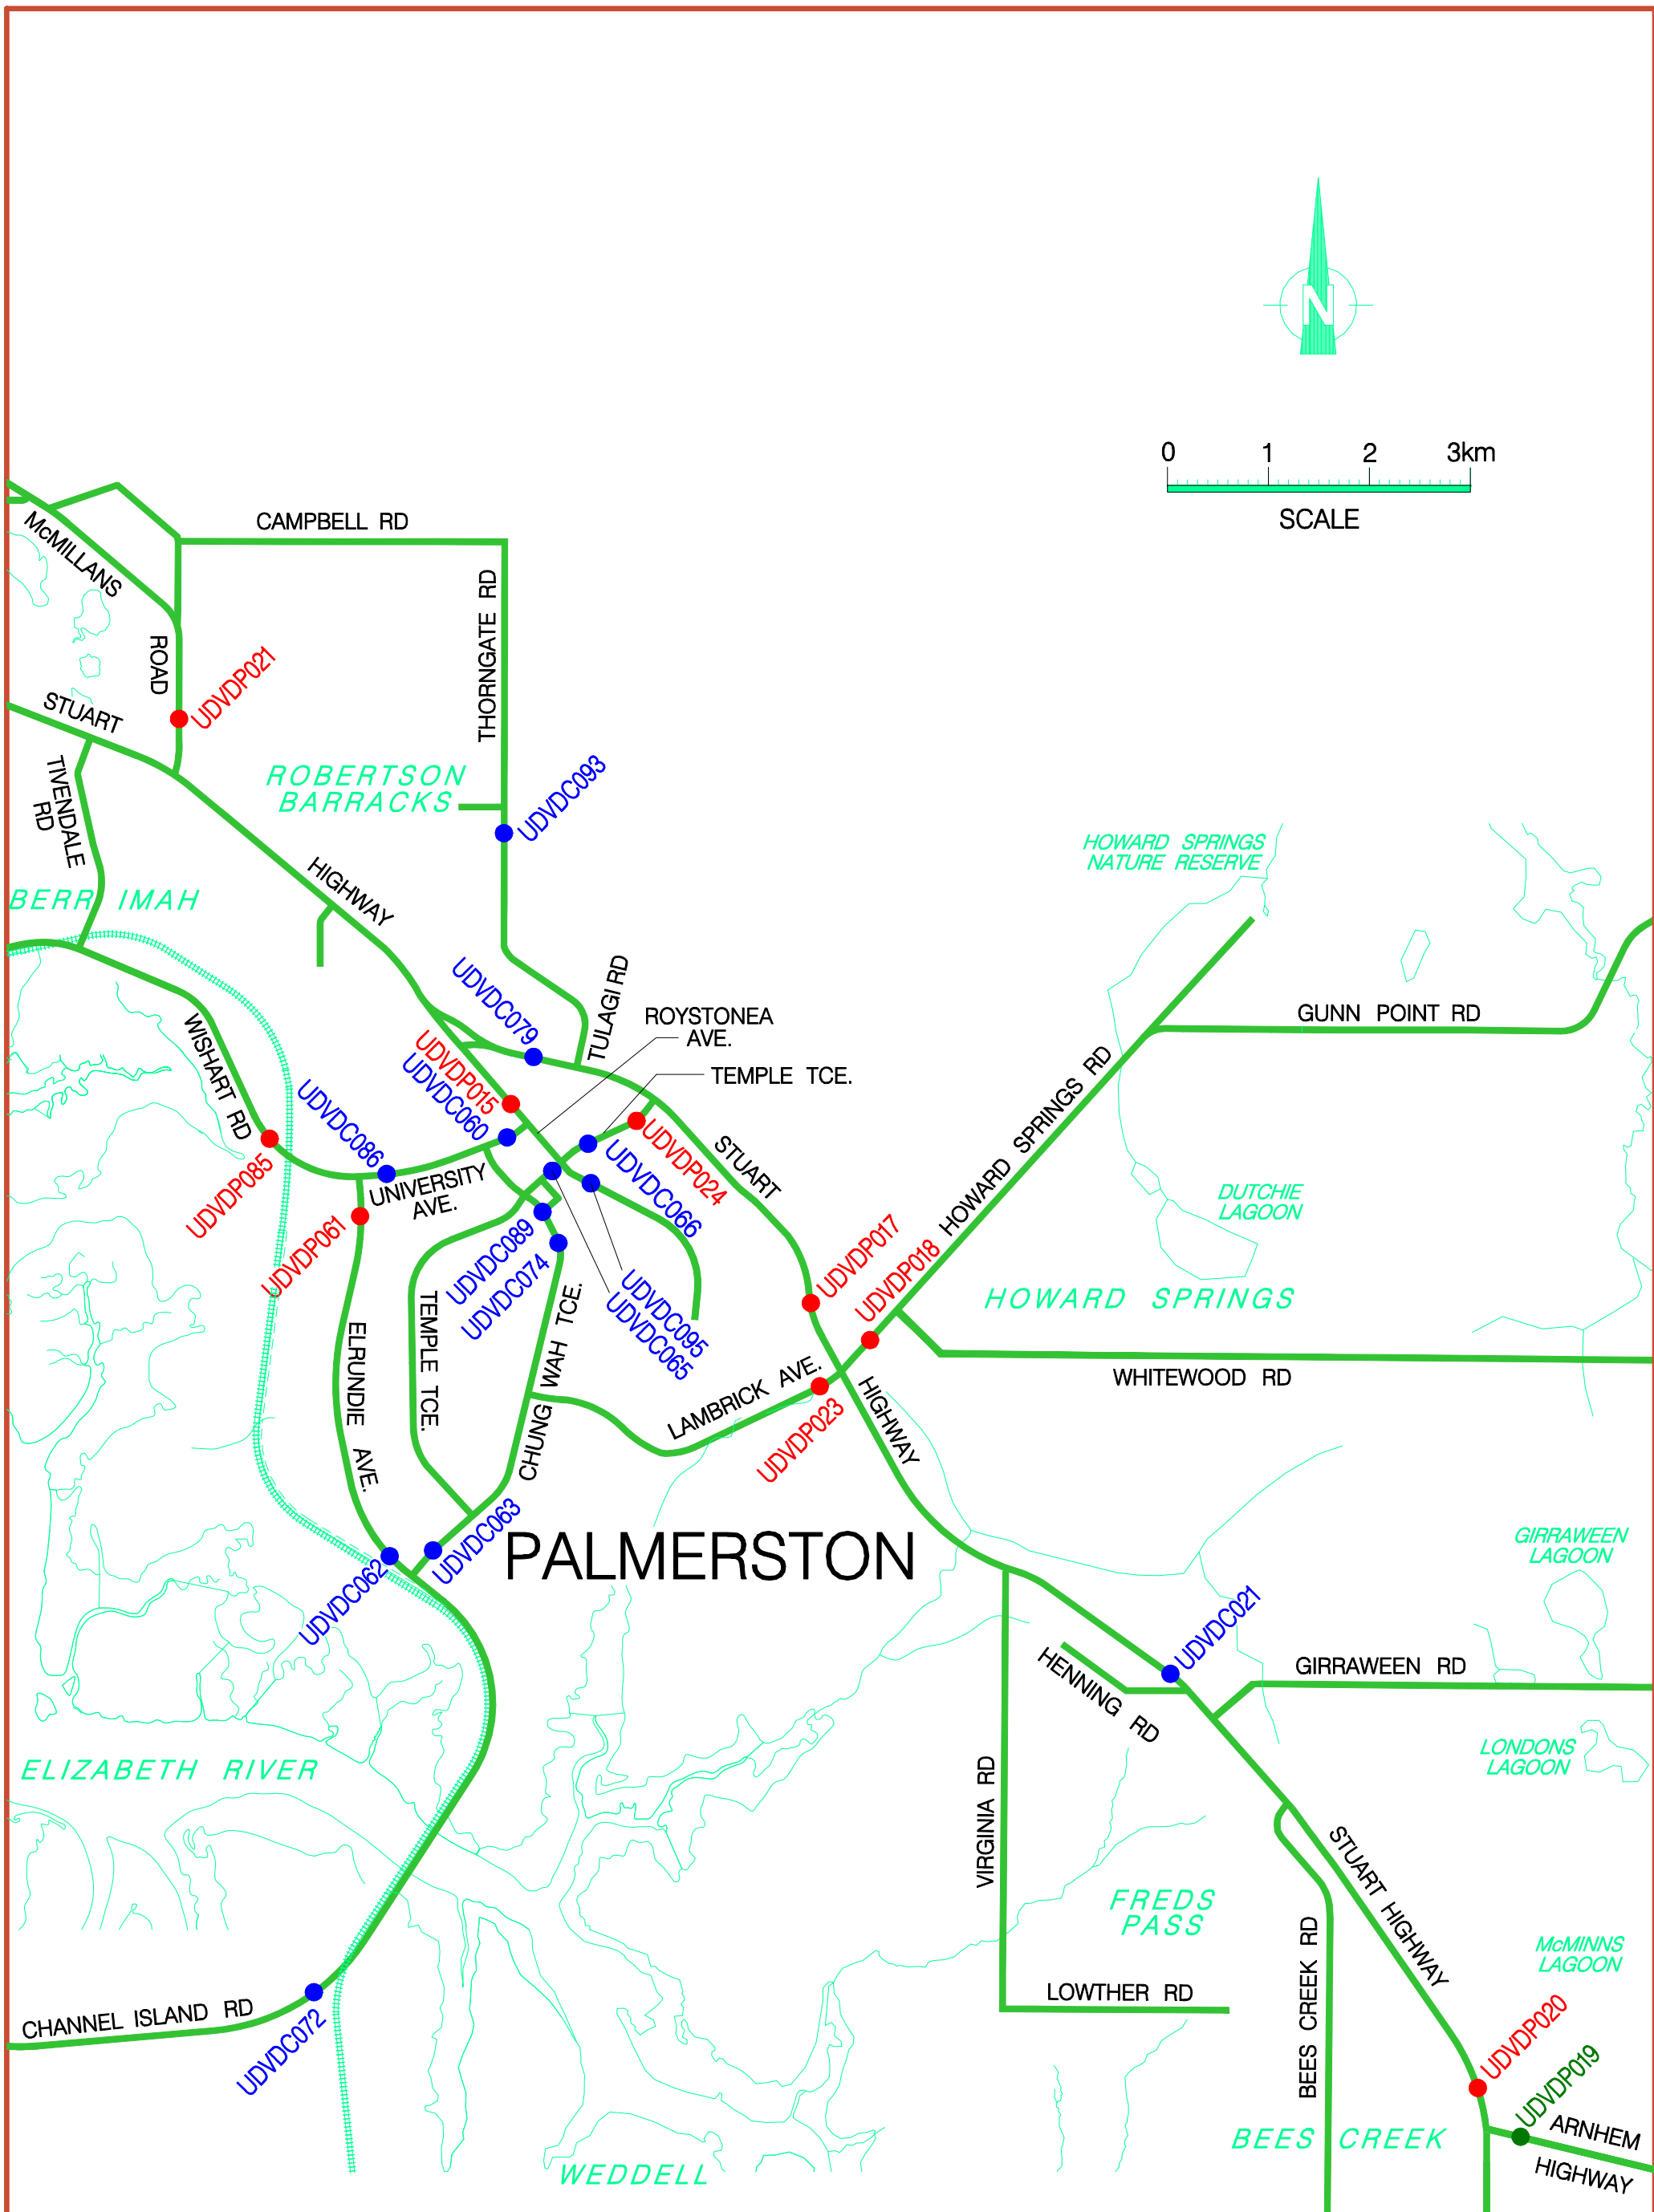 N
0 1 2 3km
SCALE
CAMPBELL RD
McMILLANS
ROAD
THORNGATE RD
UDVDP021
STUART
TIVENDALE
RD
ROBERTSON
BARRACKS
UDVDC093
HOWARD SPRINGS
NATURE RESERVE
HIGHWAY
BERR IMAH
UDVDC079
TULAGI RD
ROYSTONEA
AVE.
GUNN POINT RD
WISHART RD
UDVDP015
UDVDC060
TEMPLE TCE.
HOWARD SPRINGS RD
UDVDC086
UDVDP024
STUART
UDVDP085
UNIVERSITY
AVE.
UDVDC066
DUTCHIE
LAGOON
UDVDP061
UDVDC089
UDVDC074
UDVDC095
UDVDC065
UDVDP017
UDVDP018
HOWARD SPRINGS
TEMPLE TCE.
ELRUNDIE AVE.
CHUNG WAH TCE.
LAMBRICK AVE.
UDVDP023
HIGHWAY
WHITEWOOD RD
UDVDC063
PALMERSTON
GIRRAWEEN
LAGOON
UDVDC062
UDVDC021
HENNING RD
GIRRAWEEN RD
ELIZABETH RIVER
LONDONS
LAGOON
VIRGINIA RD
STUART HIGHWAY
FREDS
PASS
BEES CREEK RD
McMINNS
LAGOON
LOWTHER RD
CHANNEL ISLAND RD
UDVDC072
UDVDP020
UDVDP019
ARNHEM
HIGHWAY
BEES CREEK
WEDDELL